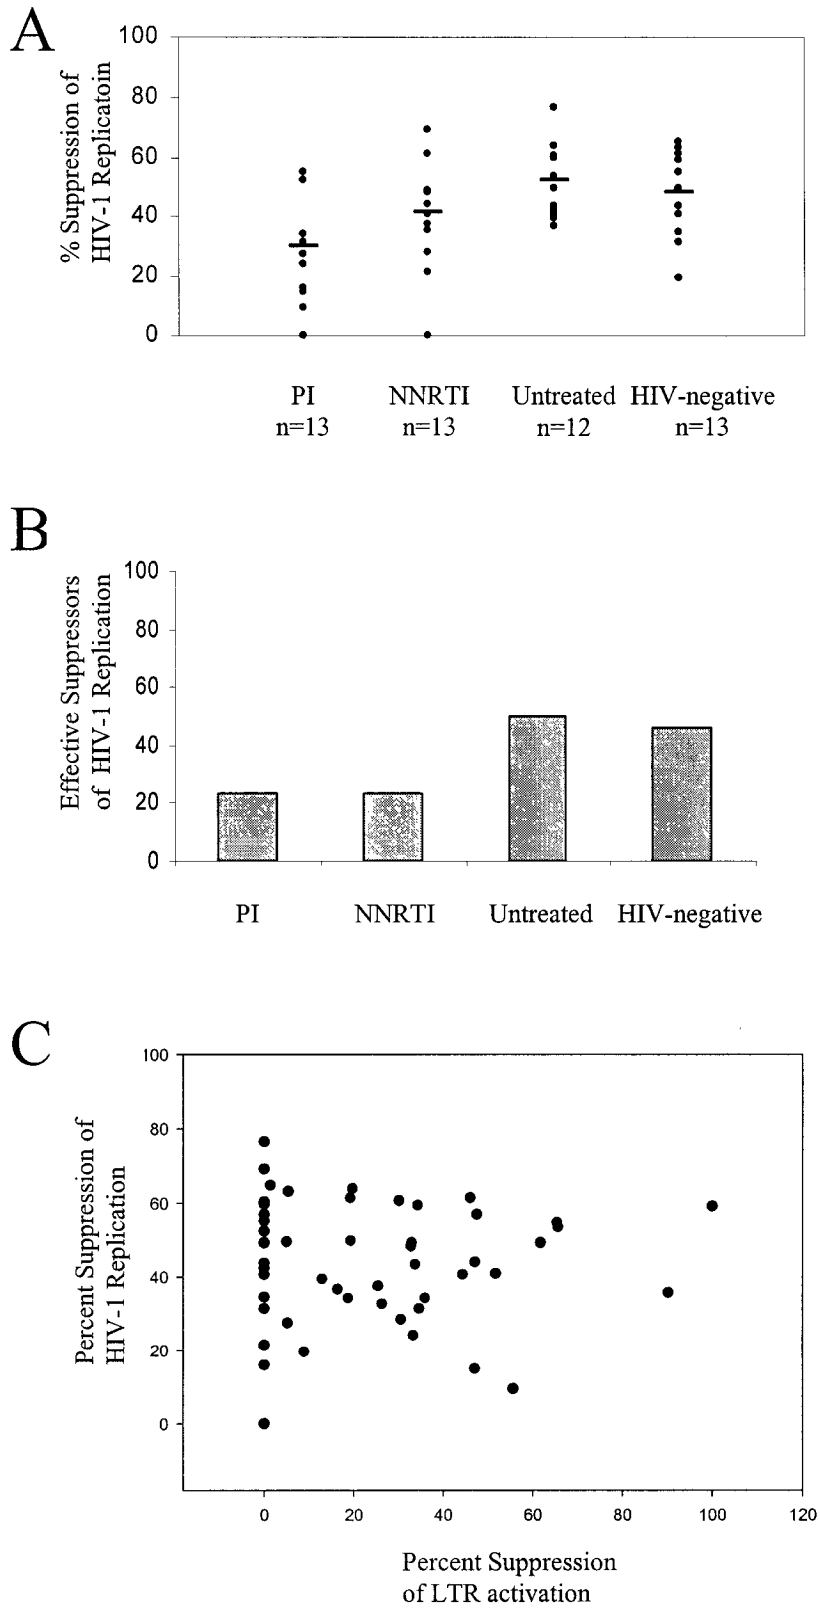 A
% Suppression of
HIV-1 Replicatoin
100
80
60
40
20
0
PI
n=13
NNRTI
n=13
Untreated
n=12
HIV-negative
n=13
B
Effective Suppressors
of HIV-1 Replication
100
80
60
40
20
0
PI
NNRTI
Untreated
HIV-negative
C
Percent Suppression of
HIV-1 Replication
100
80
60
40
20
0
0
20
40
60
80
100
120
Percent Suppression
of LTR activation